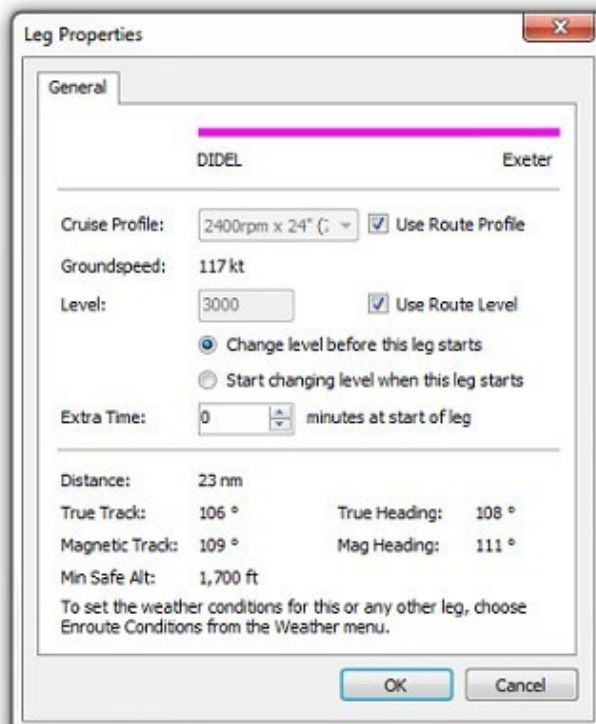 Leg Properties
General
DIDEL Exeter
Cruise Profile: 2400rpm x 24" (; Use Route Profile
Groundspeed: 117 kt
Level: 3000 Use Route Level
Change level before this leg starts
Start changing level when this leg starts
Extra Time: 0 minutes at start of leg
Distance: 23 nm
True Track: 106 ° True Heading: 108 °
Magnetic Track: 109 ° Mag Heading: 111 °
Min Safe Alt: 1,700 ft
To set the weather conditions for this or any other leg, choose
Enroute Conditions from the Weather menu.
OK Cancel